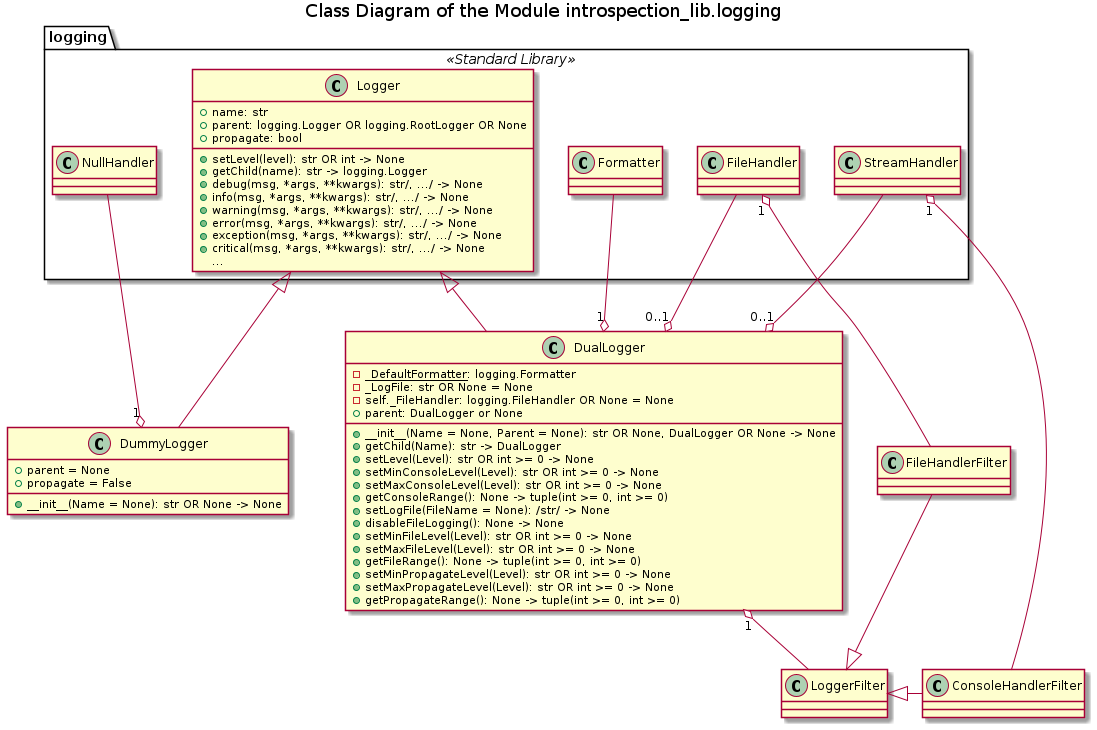 Class Diagram of the Module introspection_lib.logging
logging
«Standard Library»
C Logger
name: str
parent: logging.Logger OR logging.RootLogger OR None
propagate: bool
setLevel(level): str OR int -> None
getChild(name): str -> logging.Logger
debug(msg, *args, **kwargs): str/, .../ -> None
info(msg, *args, **kwargs): str/, .../ -> None
warning(msg, *args, **kwargs): str/, .../ -> None
error(msg, *args, **kwargs): str/, .../ -> None
exception(msg, *args, **kwargs): str/, .../ -> None
critical(msg, *args, **kwargs): str/, .../ -> None
...
C NullHandler
C Formatter
C FileHandler
C StreamHandler
1
1
1
0..1
0..1
1
C DualLogger
_DefaultFormatter: logging.Formatter
_LogFile: str OR None = None
self._FileHandler: logging.FileHandler OR None = None
parent: DualLogger or None
__init__(Name = None, Parent = None): str OR None, DualLogger OR None -> None
getChild(Name): str -> DualLogger
setLevel(Level): str OR int >= 0 -> None
setMinConsoleLevel(Level): str OR int >= 0 -> None
setMaxConsoleLevel(Level): str OR int >= 0 -> None
getConsoleRange(): None -> tuple(int >= 0, int >= 0)
setLogFile(FileName = None): /str/ -> None
disableFileLogging(): None -> None
setMinFileLevel(Level): str OR int >= 0 -> None
setMaxFileLevel(Level): str OR int >= 0 -> None
getFileRange(): None -> tuple(int >= 0, int >= 0)
setMinPropagateLevel(Level): str OR int >= 0 -> None
setMaxPropagateLevel(Level): str OR int >= 0 -> None
getPropagateRange(): None -> tuple(int >= 0, int >= 0)
C DummyLogger
parent = None
propagate = False
__init__(Name = None): str OR None -> None
C FileHandlerFilter
1
C LoggerFilter
C ConsoleHandlerFilter